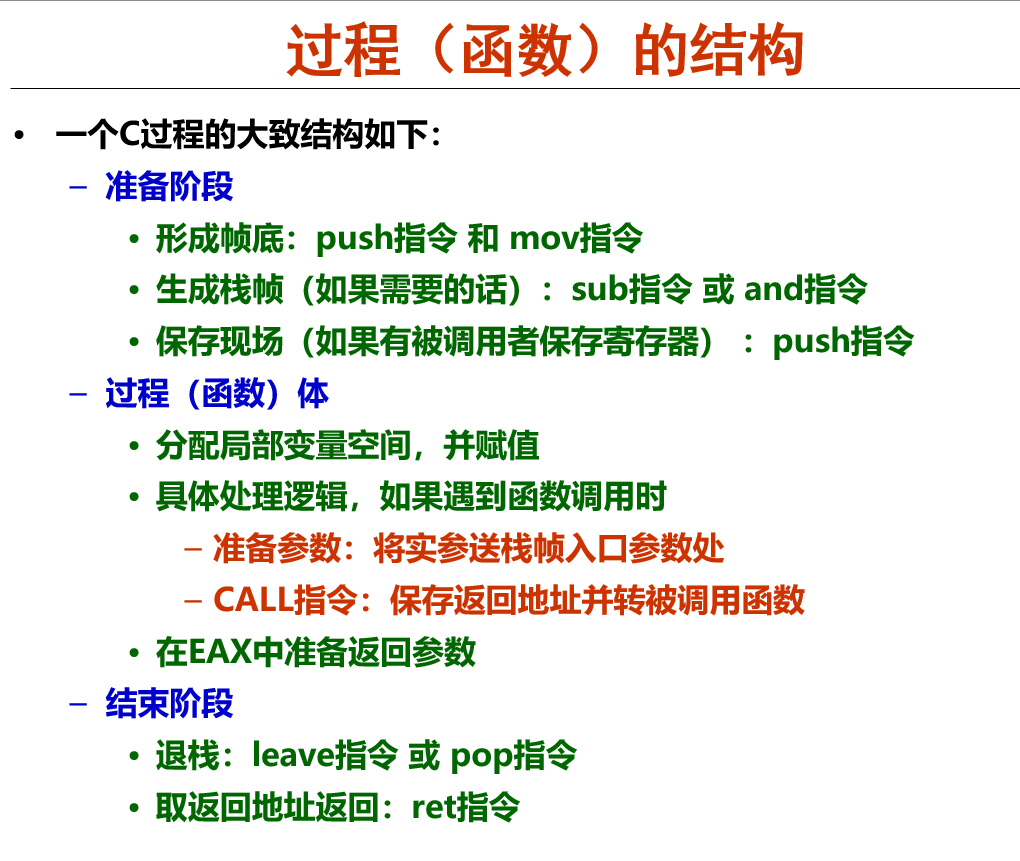 过程（函数）的结构
• 一个C过程的大致结构如下：
– 准备阶段
• 形成帧底：push指令 和 mov指令
• 生成栈帧（如果需要的话）：sub指令 或 and指令
• 保存现场（如果有被调用者保存寄存器） ：push指令
– 过程（函数）体
• 分配局部变量空间，并赋值
• 具体处理逻辑，如果遇到函数调用时
– 准备参数：将实参送栈帧入口参数处
– CALL指令：保存返回地址并转被调用函数
• 在EAX中准备返回参数
– 结束阶段
• 退栈：leave指令 或 pop指令
• 取返回地址返回：ret指令